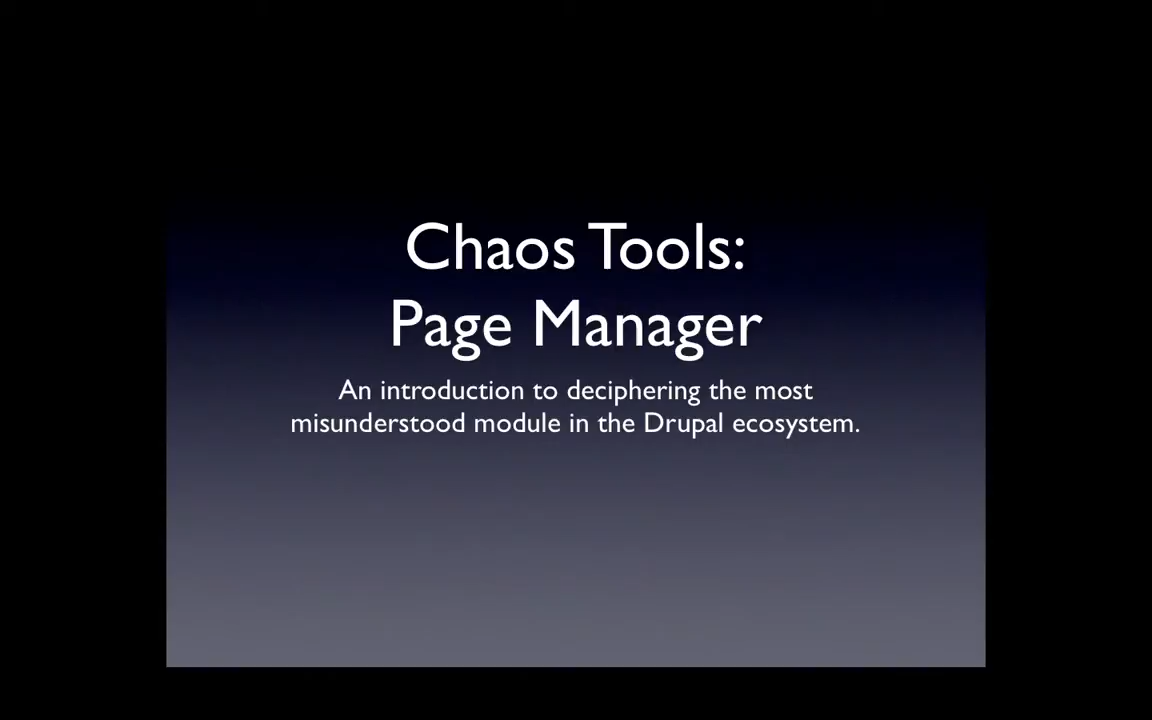 Chaos Tools:
Page Manager
An introduction to deciphering the most
misunderstood module in the Drupal ecosystem.